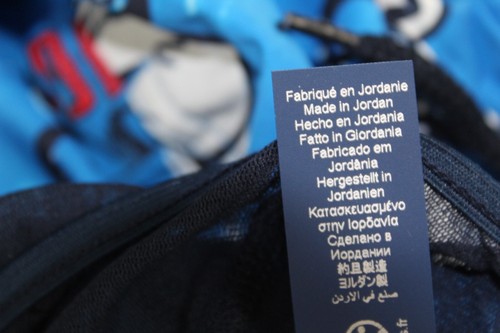 Fabriqué en Jordanie
Made in Jordan
Hecho en Jordania
Fatto in Giordania
Fabricado em
Jordânia
Hergestellt in
Jordanien
Κατασκευασμένο
στην Ιορδανία
Сделано в
Иордании
約旦製造
ヨルダン製
صنع في الأردن